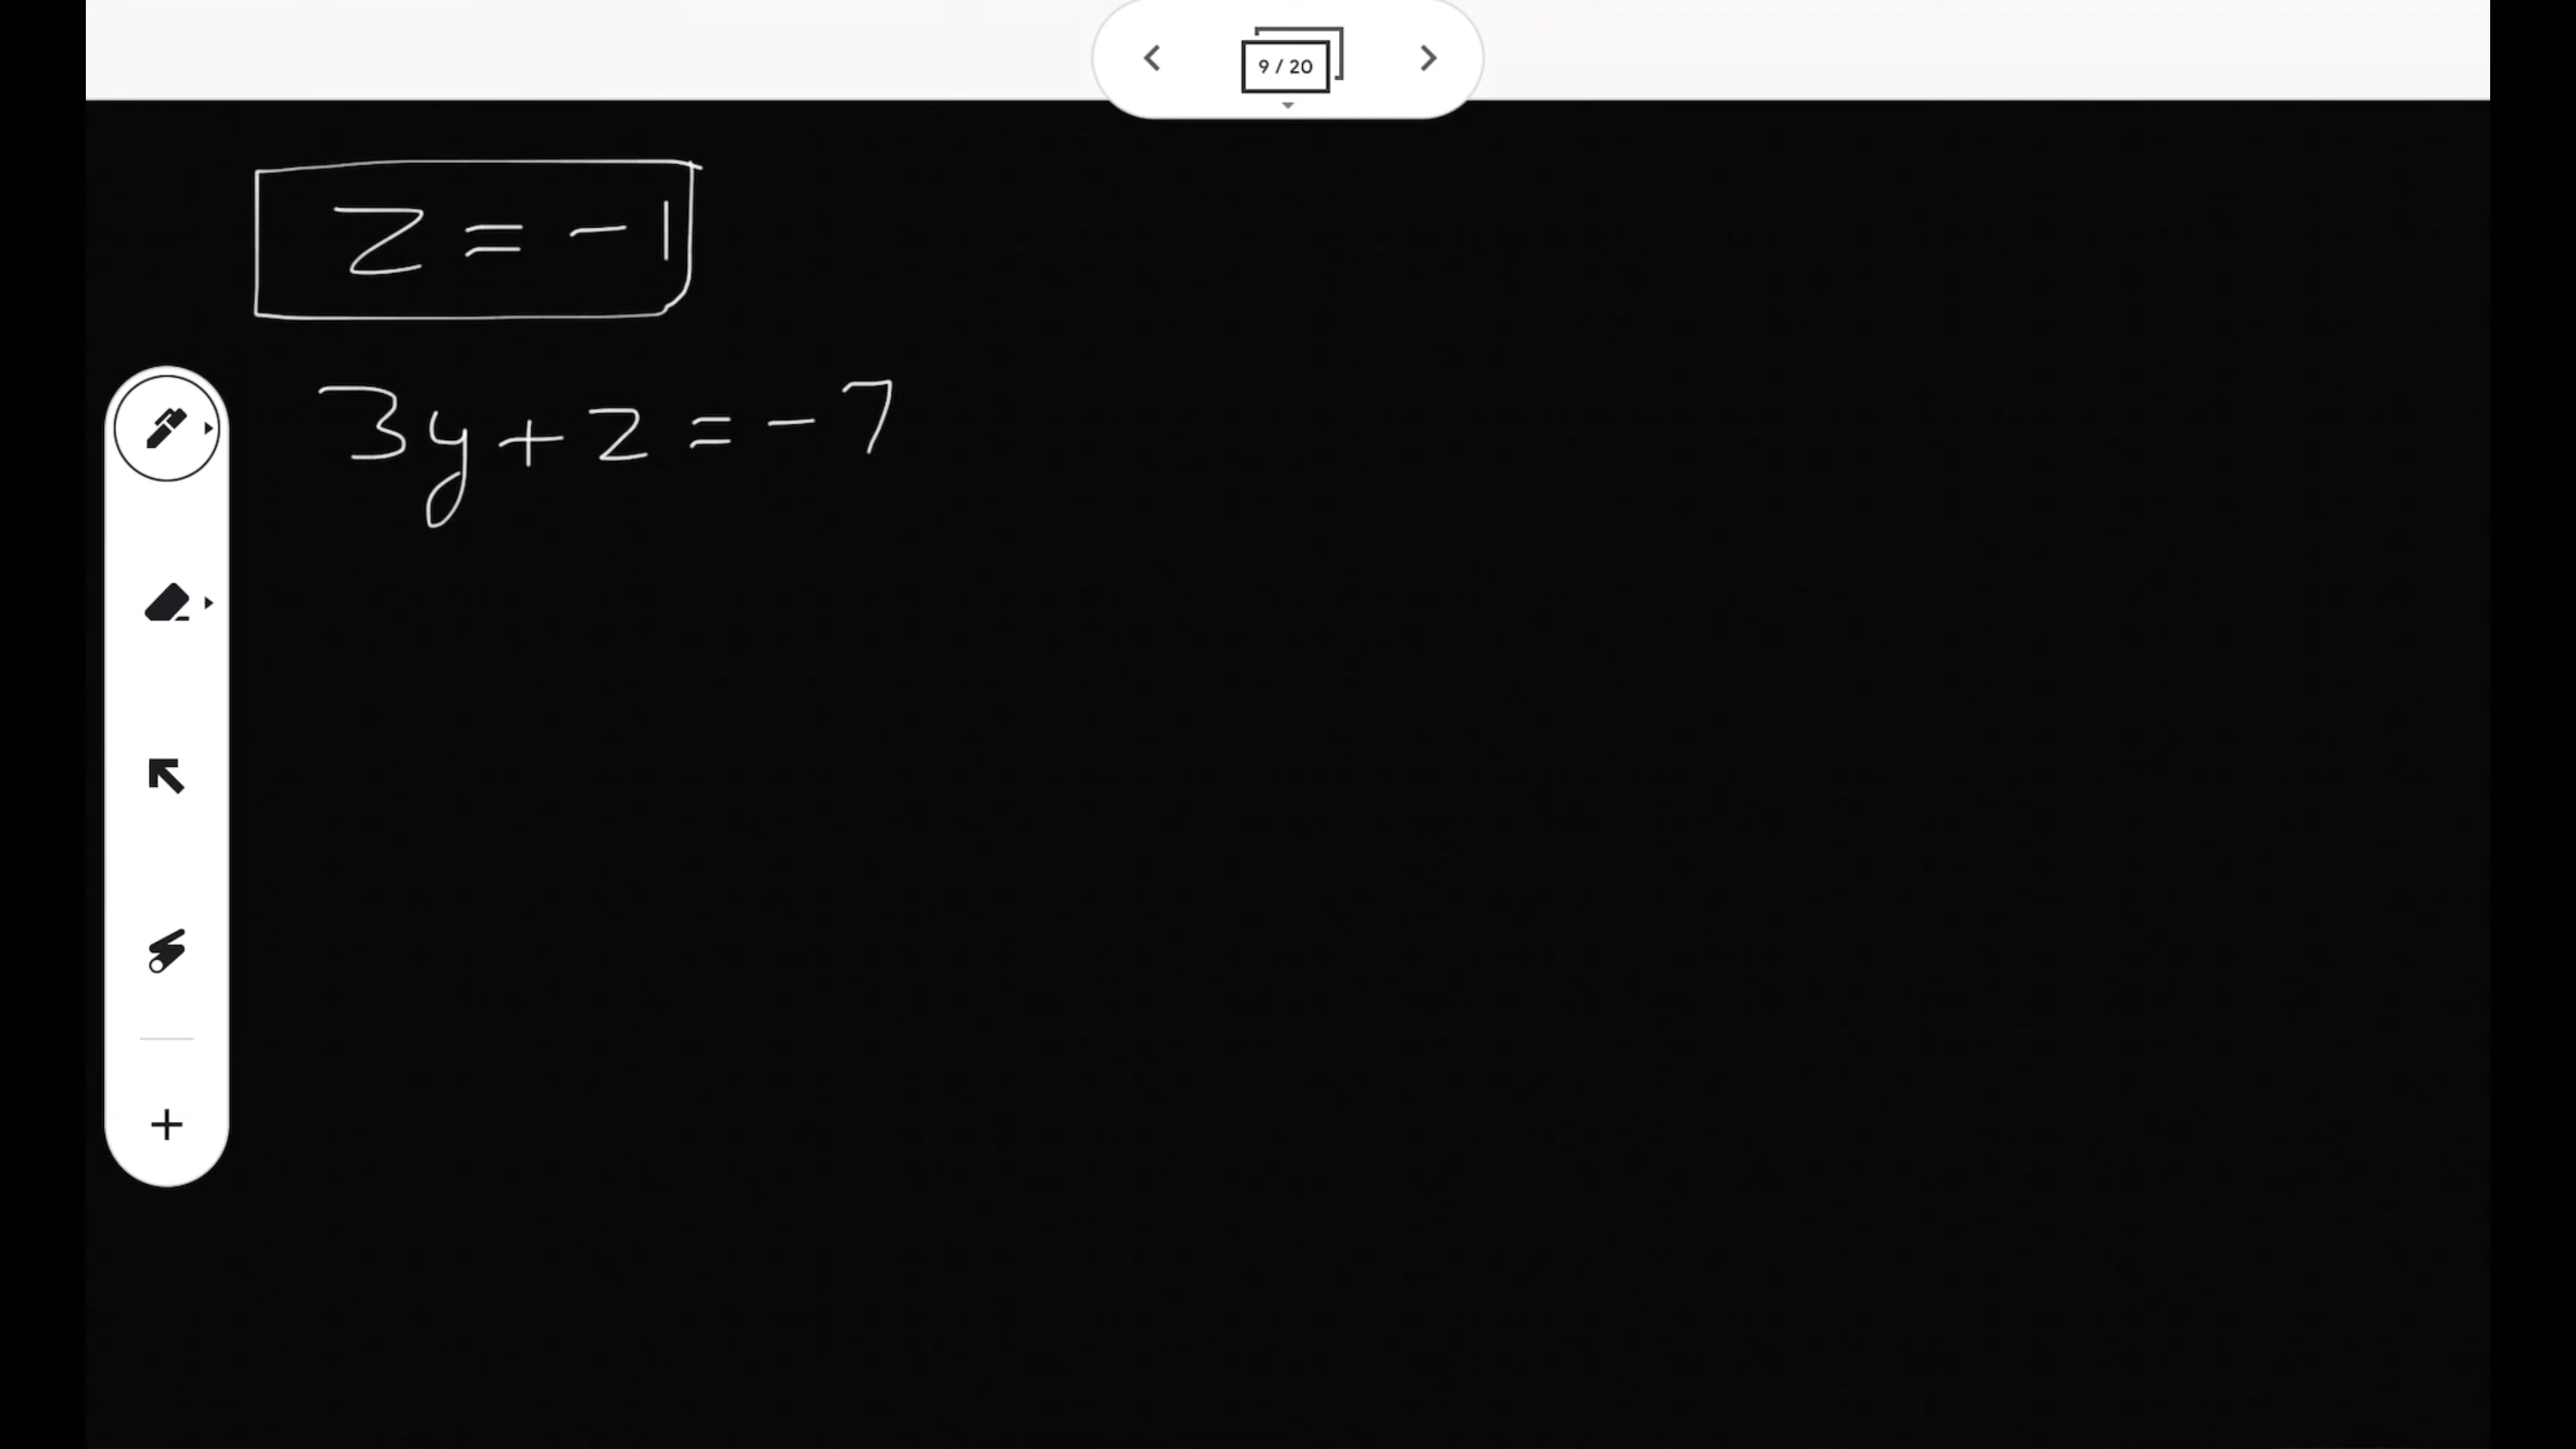 9 / 20
z = -1
3y + z = -7